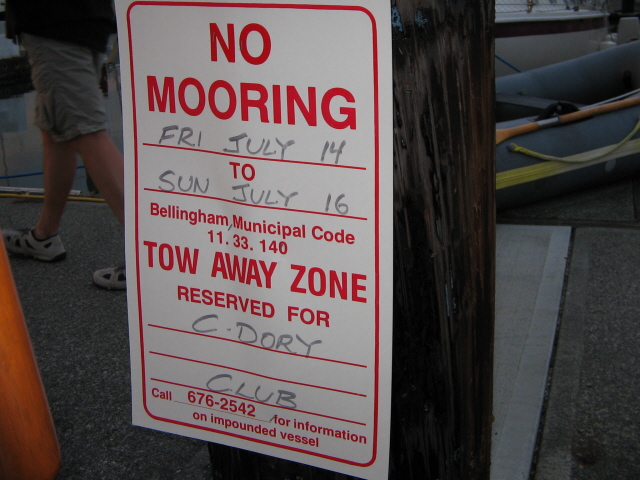 NO
MOORING
FRI JULY 14
TO
SUN JULY 16
Bellingham Municipal Code
11.33.140
TOW AWAY ZONE
RESERVED FOR
C-DORY
CLUB
Call 676-2542 for information
on impounded vessel